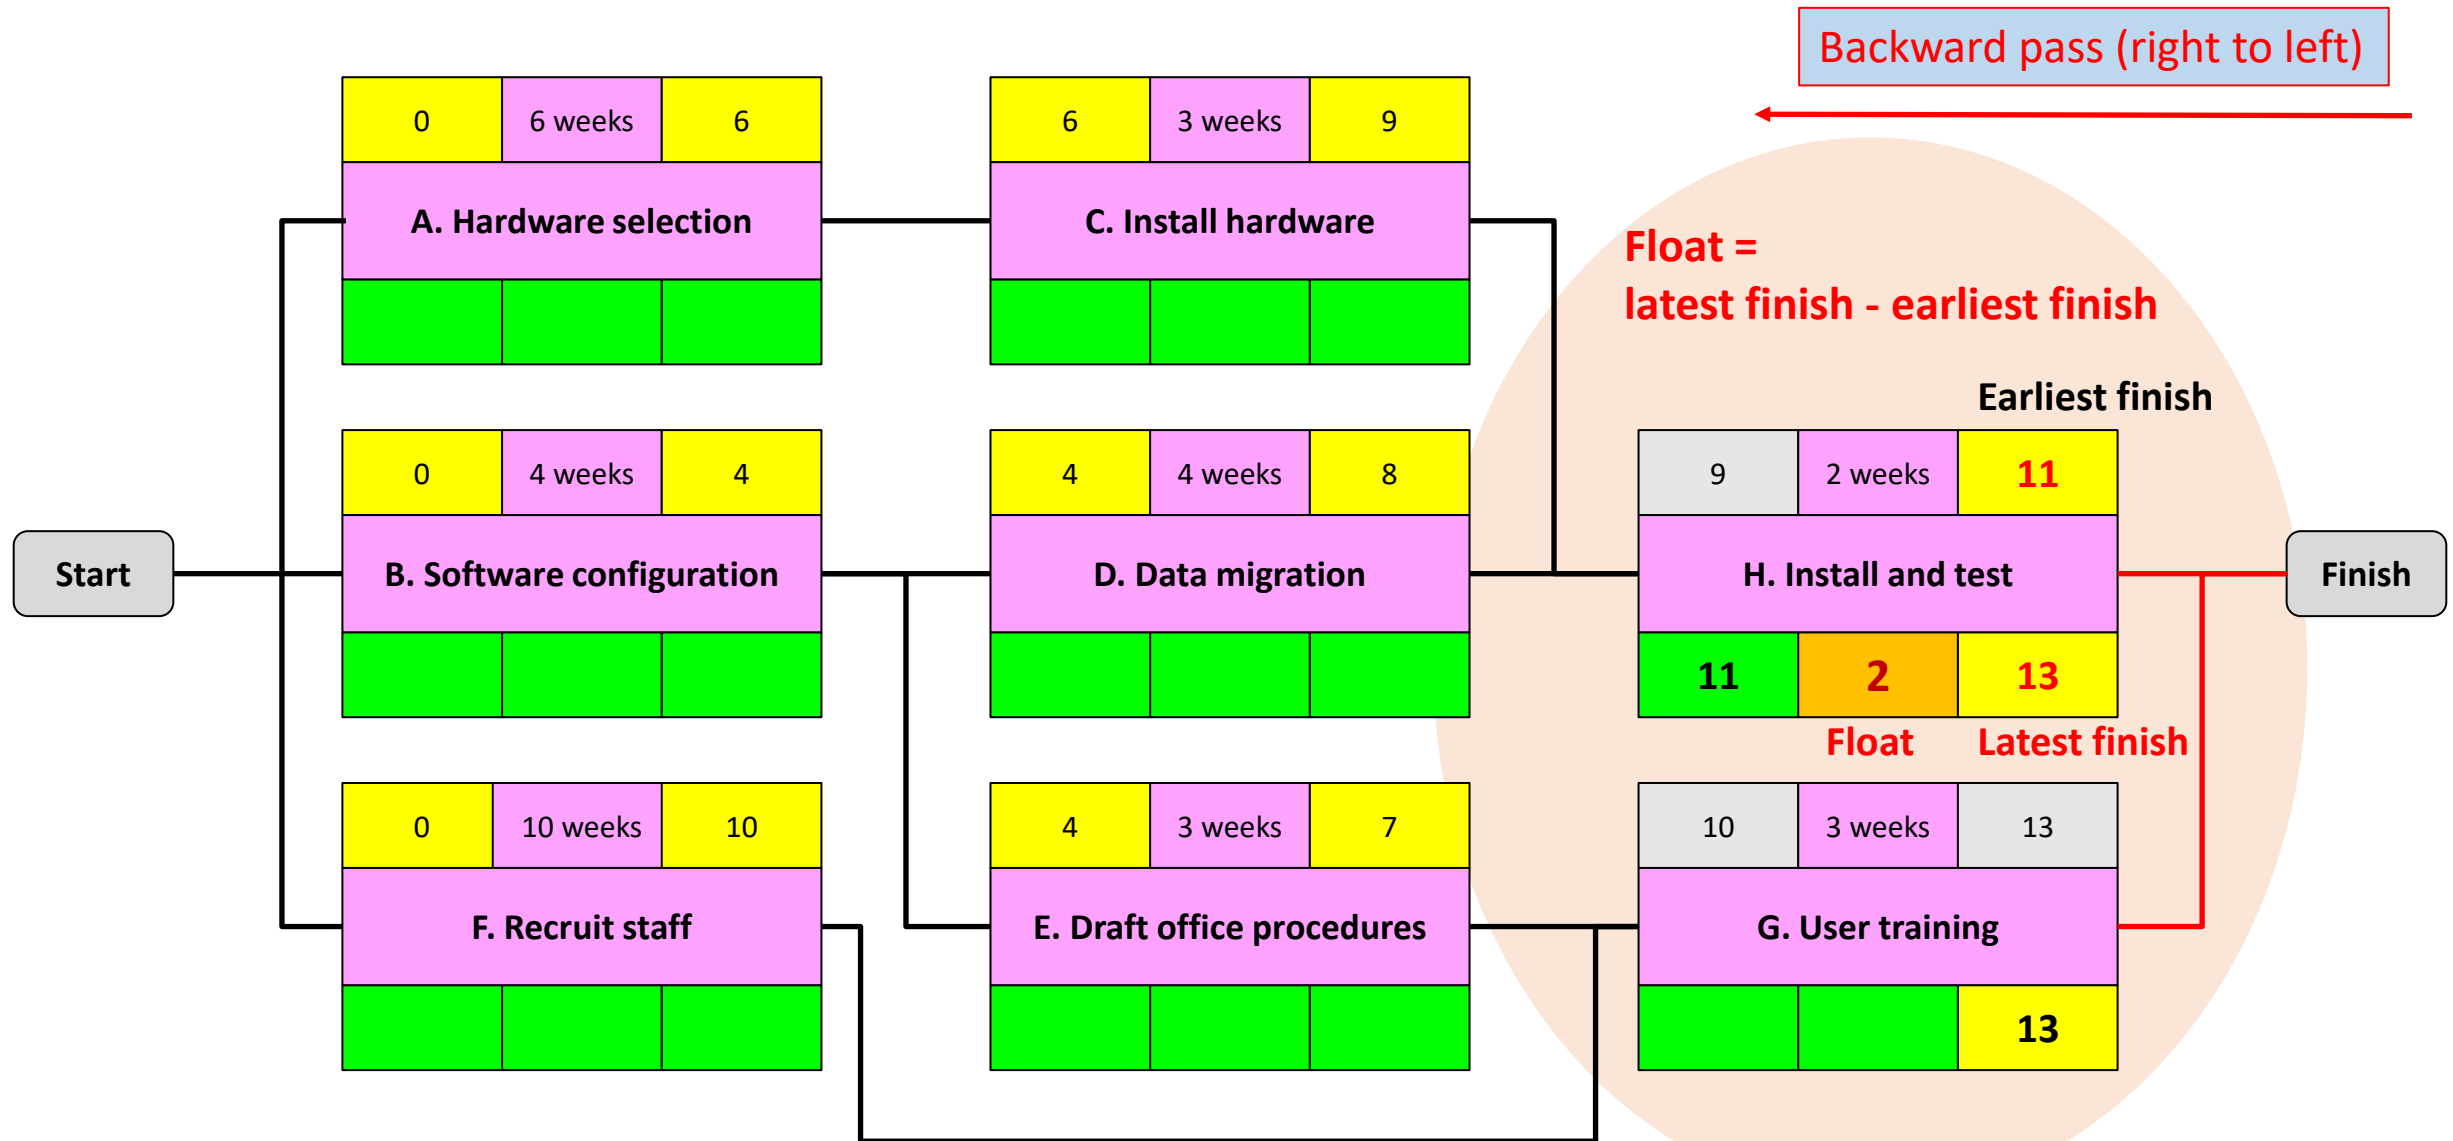 Backward pass (right to left)
0 6 weeks 6
A. Hardware selection
6 3 weeks 9
C. Install hardware
Float =
latest finish - earliest finish
Earliest finish
0 4 weeks 4
B. Software configuration
4 4 weeks 8
D. Data migration
9 2 weeks 11
H. Install and test
11 2 13
Float Latest finish
Start
Finish
0 10 weeks 10
F. Recruit staff
4 3 weeks 7
E. Draft office procedures
10 3 weeks 13
G. User training
13